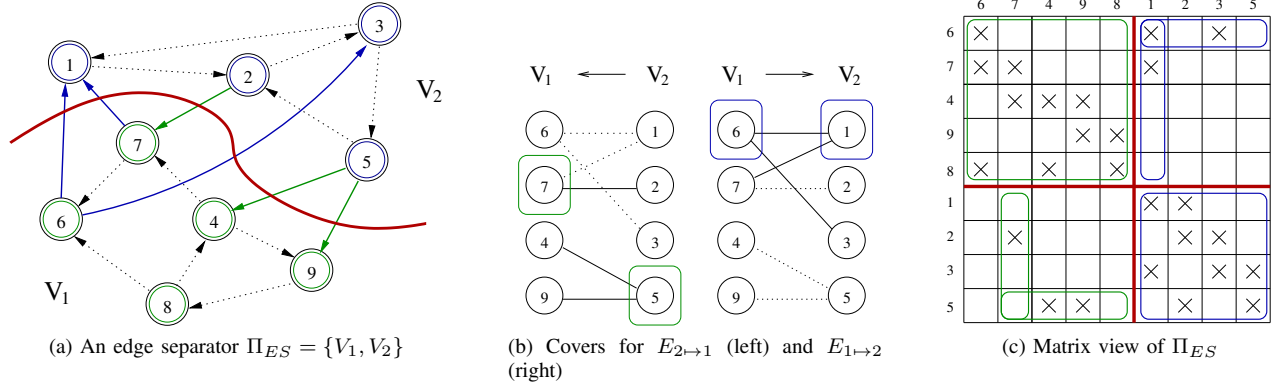 6 7 4 9 8 1 2 3 5
3
1
2
V₂
7
5
6
4
9
V₁
8
(a) An edge separator Π_ES = {V₁, V₂}
V₁ V₂ V₁ V₂
6 1 6 1
7 2 7 2
4 3 4 3
9 5 9 5
(b) Covers for E₂↦₁ (left) and E₁↦₂
(right)
6 × × ×
7 × × ×
4 × × ×
9 × ×
8 × × ×
1 × ×
2 × × ×
3 × × ×
5 × × × ×
(c) Matrix view of Π_ES